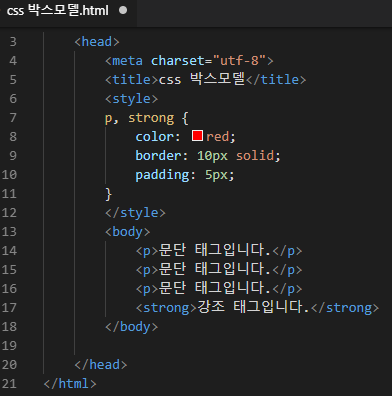 css 박스모델.html
3 <head>
4 <meta charset="utf-8">
5 <title>css 박스모델</title>
6 <style>
7 p, strong {
8 color: red;
9 border: 10px solid;
10 padding: 5px;
11 }
12 </style>
13 <body>
14 <p>문단 태그입니다.</p>
15 <p>문단 태그입니다.</p>
16 <p>문단 태그입니다.</p>
17 <strong>강조 태그입니다.</strong>
18 </body>
19
20 </head>
21 </html>